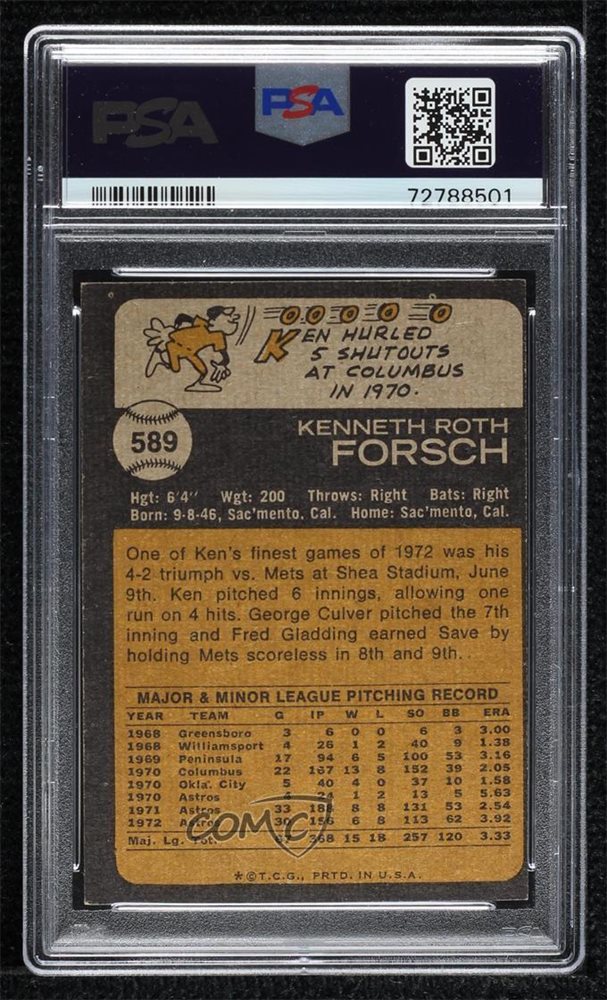 PSA
PSA
72788501
KEN HURLED
5 SHUTOUTS
AT COLUMBUS
IN 1970.
589
KENNETH ROTH
FORSCH
Hgt: 6'4" Wgt: 200 Throws: Right Bats: Right
Born: 9-8-46, Sac'mento, Cal. Home: Sac'mento, Cal.
One of Ken's finest games of 1972 was his
4-2 triumph vs. Mets at Shea Stadium, June
9th. Ken pitched 6 innings, allowing one
run on 4 hits. George Culver pitched the 7th
inning and Fred Gladding earned Save by
holding Mets scoreless in 8th and 9th.
MAJOR & MINOR LEAGUE PITCHING RECORD
YEAR TEAM G IP W L SO BB ERA
1968 Greensboro 3 6 0 0 6 3 3.00
1968 Williamsport 4 26 1 2 40 9 1.38
1969 Peninsula 17 94 6 5 100 53 3.16
1970 Columbus 22 167 13 8 152 39 2.05
1970 Okla. City 5 40 4 0 37 10 1.58
1970 Astros 4 24 1 2 13 5 5.63
1971 Astros 33 188 8 8 131 53 2.54
1972 Astros 30 156 6 8 113 62 3.92
Maj. Lg. Tot. 67 368 15 18 257 120 3.33
COMC
*©T.C.G., PRTD. IN U.S.A.